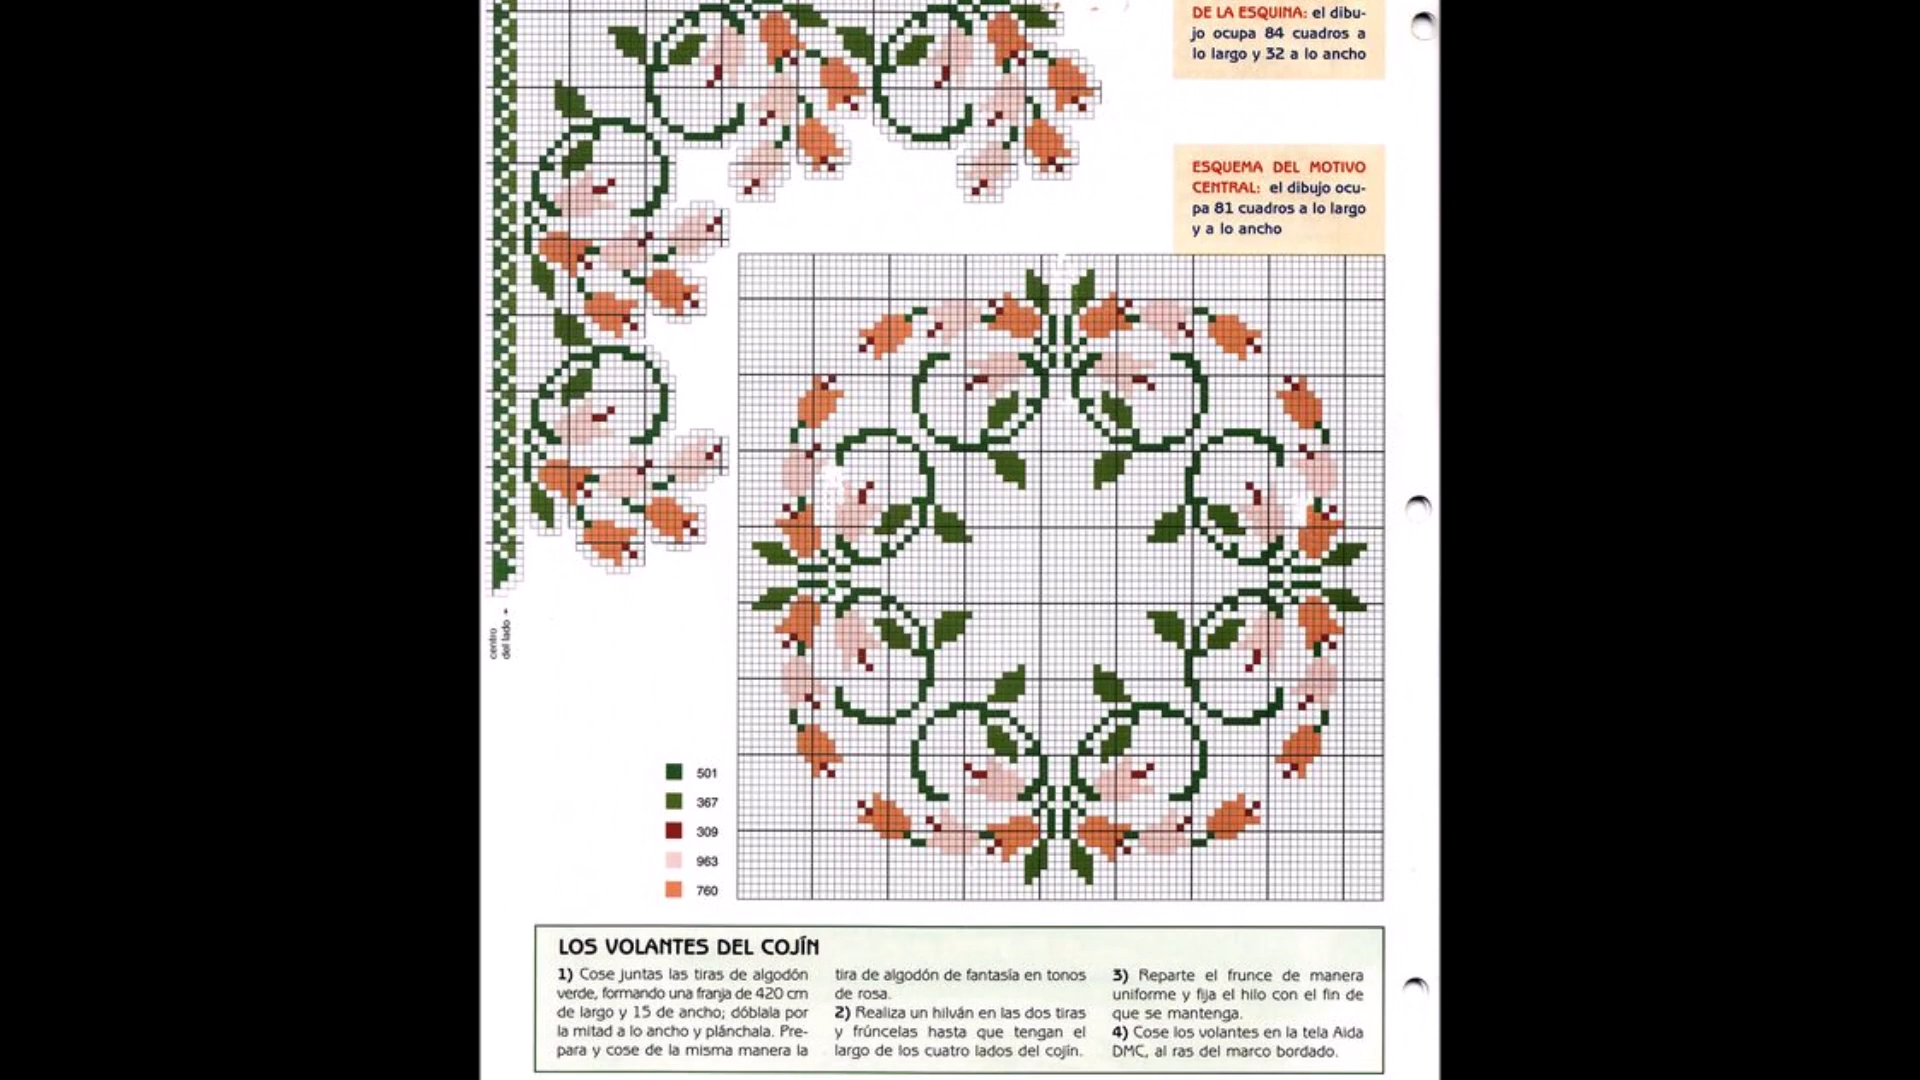 DE LA ESQUINA: el dibu-
jo ocupa 84 cuadros a
lo largo y 32 a lo ancho
ESQUEMA DEL MOTIVO
CENTRAL: el dibujo ocu-
pa 81 cuadros a lo largo
y a lo ancho
centro
del lado
501
367
309
963
760
LOS VOLANTES DEL COJÍN
1) Cose juntas las tiras de algodón
verde, formando una franja de 420 cm
de largo y 15 de ancho; dóblala por
la mitad a lo ancho y plánchala. Pre-
para y cose de la misma manera la
tira de algodón de fantasía en tonos
de rosa.
2) Realiza un hilván en las dos tiras
y frúncelas hasta que tengan el
largo de los cuatro lados del cojín.
3) Reparte el frunce de manera
uniforme y fija el hilo con el fin de
que se mantenga.
4) Cose los volantes en la tela Aida
DMC, al ras del marco bordado.